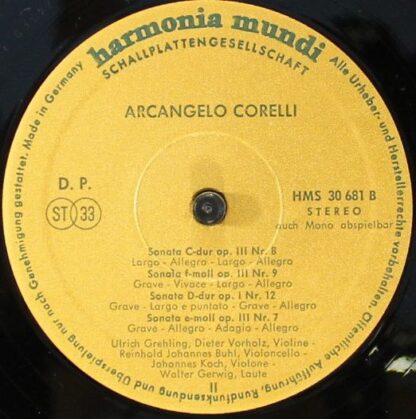 harmonia mundi
SCHALLPLATTENGESELLSCHAFT
ARCANGELO CORELLI
D. P.
ST 33
HMS 30 681 B
STEREO
auch Mono abspielbar
Sonata C-dur op. III Nr. 8
Largo - Allegro - Largo - Allegro
Sonata f-moll op. III Nr. 9
Grave - Vivace - Largo - Allegro
Sonata D-dur op. I Nr. 12
Grave - Largo e puntato - Grave - Allegro
Sonata e-moll op. III Nr. 7
Grave - Allegro - Adagio - Allegro
Ulrich Grehling, Dieter Vorholz, Violine -
Reinhold Johannes Buhl, Violoncello -
Johannes Koch, Violone -
Walter Gerwig, Laute
II
Alle Urheber- und Herstellerrechte vorbehalten. Öffentliche Aufführung, Rundfunksendung und Überspielung nur nach Genehmigung gestattet. Made in Germany